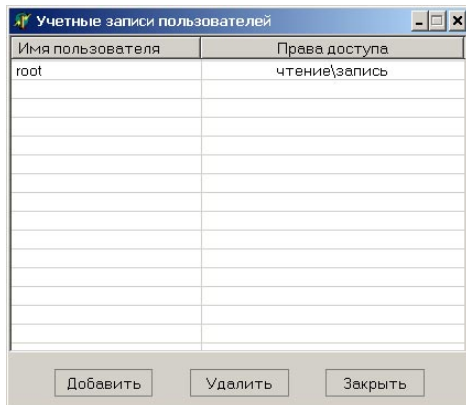 Учетные записи пользователей
Имя пользователя Права доступа
root чтение\запись
Добавить Удалить Закрыть